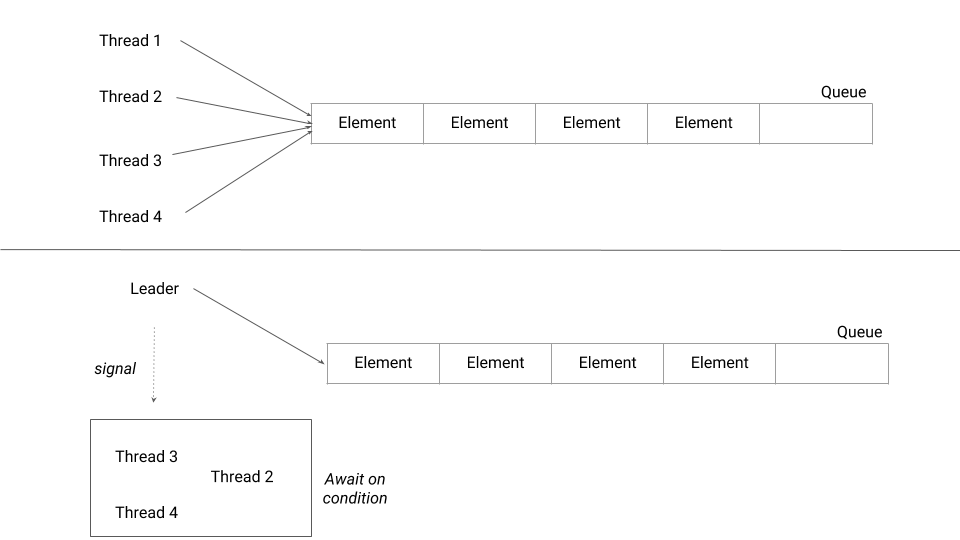 Thread 1
Thread 2
Queue
Element
Element
Element
Element
Thread 3
Thread 4
Leader
Queue
Element
Element
Element
Element
signal
Thread 3
Thread 2
Await on
condition
Thread 4